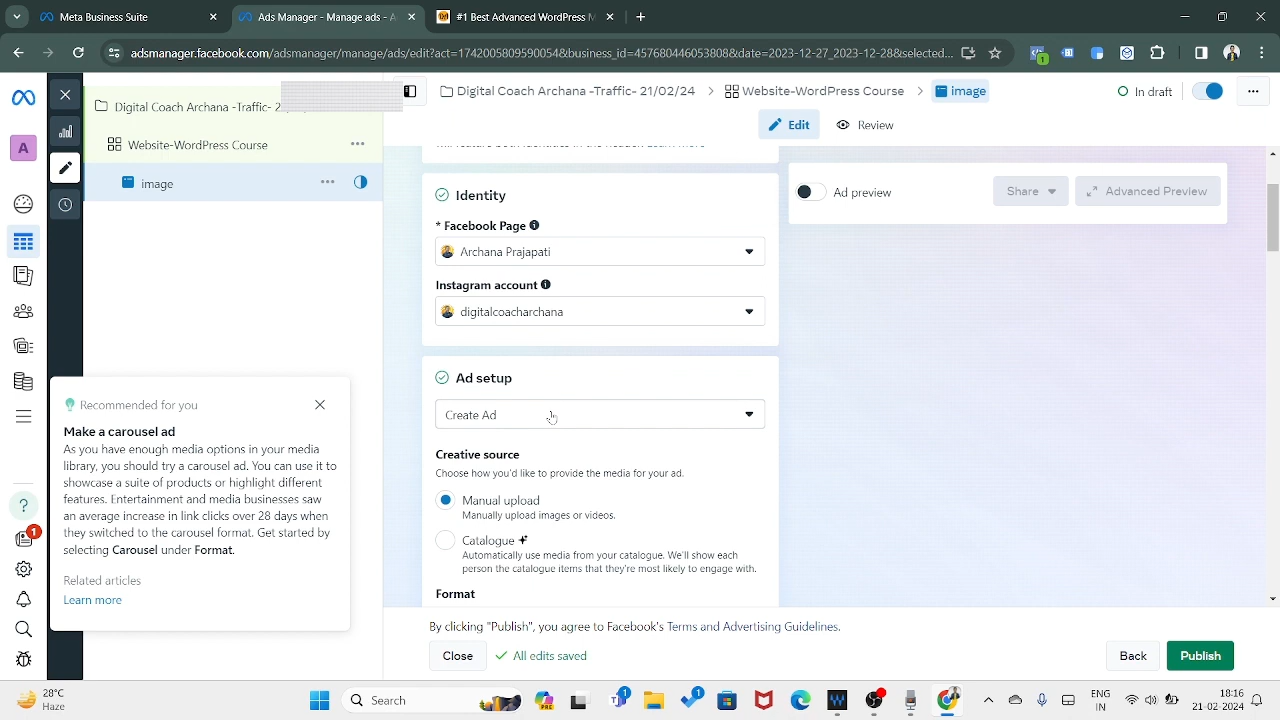 Meta Business Suite
Ads Manager - Manage ads - A
#1 Best Advanced WordPress M
adsmanager.facebook.com/adsmanager/manage/ads/edit?act=1742005809590054&business_id=457680446053808&date=2023-12-27_2023-12-28&selected...
Digital Coach Archana -Traffic- 2
Digital Coach Archana -Traffic- 21/02/24
Website-WordPress Course
image
In draft
Edit
Review
A
Website-WordPress Course
image
Learn more
Ad preview
Share
Advanced Preview
Identity
* Facebook Page
Archana Prajapati
Instagram account
digitalcoacharchana
Ad setup
Create Ad
Creative source
Choose how you'd like to provide the media for your ad.
Manual upload
Manually upload images or videos.
Catalogue
Automatically use media from your catalogue. We'll show each
person the catalogue items that they're most likely to engage with.
Format
Recommended for you
Make a carousel ad
As you have enough media options in your media
library, you should try a carousel ad. You can use it to
showcase a suite of products or highlight different
features. Entertainment and media businesses saw
an average increase in link clicks over 28 days when
they switched to the carousel format. Get started by
selecting Carousel under Format.
Related articles
Learn more
1
By clicking "Publish", you agree to Facebook's Terms and Advertising Guidelines.
Close
All edits saved
Back
Publish
28°C
Haze
Search
1
1
ENG
IN
18:16
21-02-2024